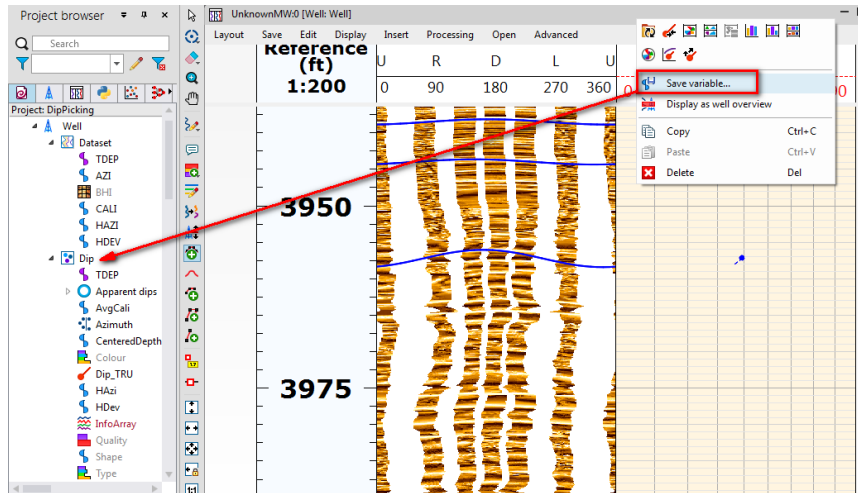 Project browser
Search
Project: DipPicking
Well
Dataset
TDEP
AZI
BHI
CALI
HAZI
HDEV
Dip
TDEP
Apparent dips
AvgCali
Azimuth
CenteredDepth
Colour
Dip_TRU
HAzi
HDev
InfoArray
Quality
Shape
Type
UnknownMW:0 [Well: Well]
Layout Save Edit Display Insert Processing Open Advanced
Reference
(ft)
1:200
U R D L U
0 90 180 270 360
3950
3975
Save variable...
Display as well overview
Copy Ctrl+C
Paste Ctrl+V
Delete Del
1:1